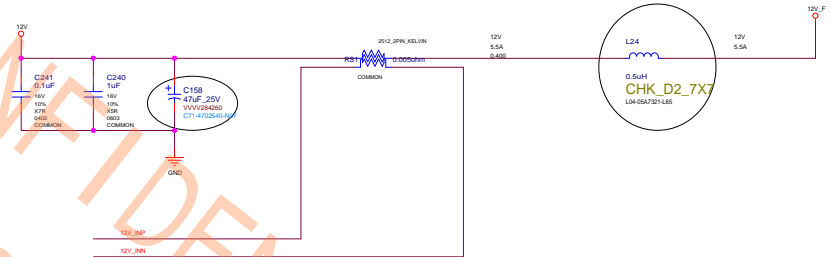 12V
C241
0.1uF
16V
10%
X7R
0402
COMMON
C240
1uF
16V
10%
X5R
0603
COMMON
+
C158
47uF_25V
VVVV284260
C71-4702540-N07
GND
2512_2PIN_KELVIN
RS1
0.005ohm
COMMON
12V
5.5A
0.400
L24
0.5uH
CHK_D2_7X7
L04-05A7321-L65
12V
5.5A
12V_F
12V_INP
12V_INN
NFIDEN